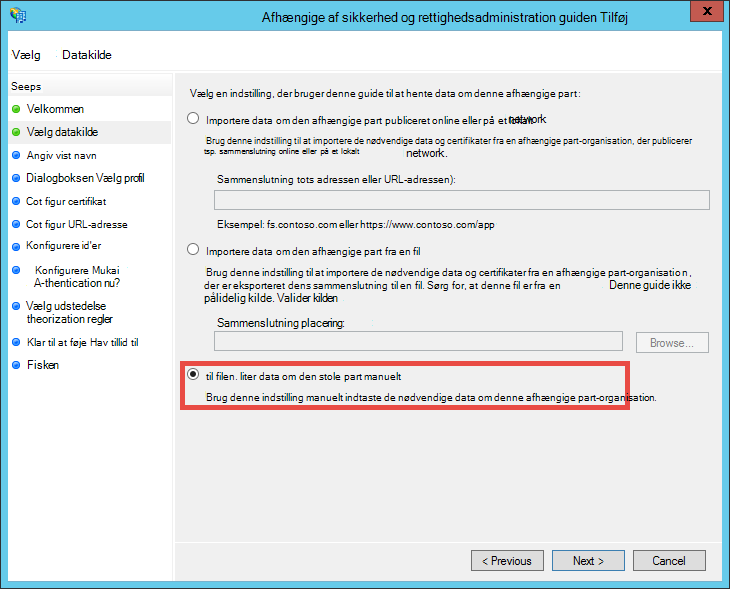 Afhængige af sikkerhed og rettighedsadministration guiden Tilføj
X
Vælg Datakilde
Seeps
Velkommen
Vælg datakilde
Angiv vist navn
Dialogboksen Vælg profil
Cot figur certifikat
Cot figur URL-adresse
Konfigurere id'er
Konfigurere Mukai
A-thentication nu?
Vælg udstedelse
theorization regler
Klar til at føje Hav tillid til
Fisken
Vælg en indstilling, der bruger denne guide til at hente data om denne afhængige part:
Importere data om den afhængige part publiceret online eller på et lokalt network
Brug denne indstilling til at importere de nødvendige data og certifikater fra en afhængig part-organisation, der publicerer
tsp. sammenslutning online eller på et lokalt network.
Sammenslutning tots adressen eller URL-adressen):
Eksempel: fs.contoso.com eller https://www.contoso.com/app
Importere data om den afhængige part fra en fil
Brug denne indstilling til at importere de nødvendige data og certifikater fra en afhængig part-organisation,
der er eksporteret dens sammenslutning til en fil. Sørg for, at denne fil er fra en Denne guide ikke
pålidelig kilde. Valider kilden
Sammenslutning placering:
Browse...
til filen. liter data om den stole part manuelt
Brug denne indstilling manuelt indtaste de nødvendige data om denne afhængige part-organisation.
< Previous
Next >
Cancel